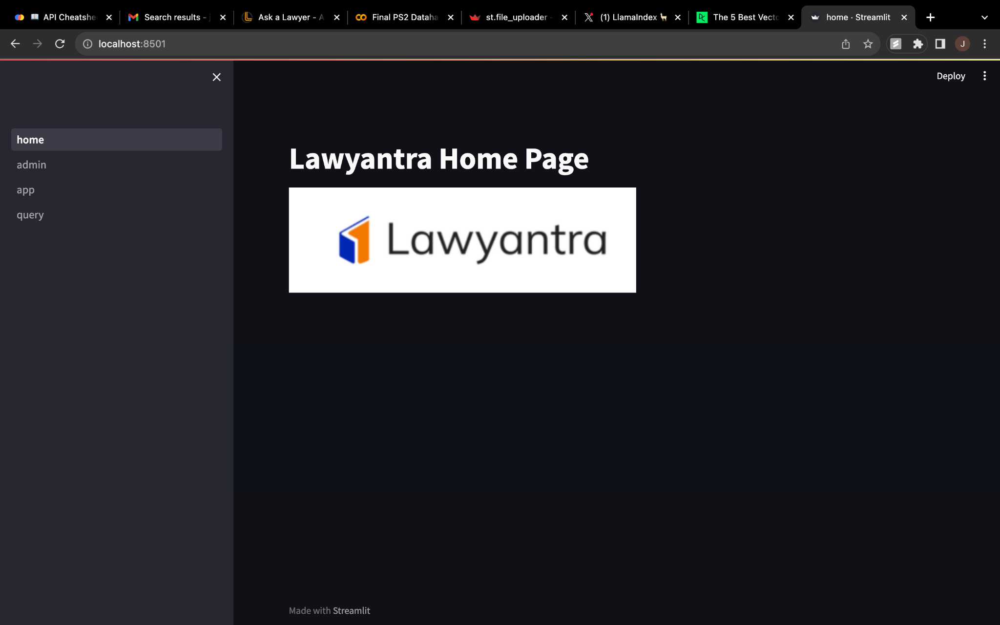 API Cheatshe
Search results -
Ask a Lawyer - A
Final PS2 Dataha
st.file_uploader -
(1) LlamaIndex
The 5 Best Vecto
home · Streamlit
localhost:8501
J
Deploy
home
admin
app
query
Lawyantra Home Page
Lawyantra
Made with Streamlit